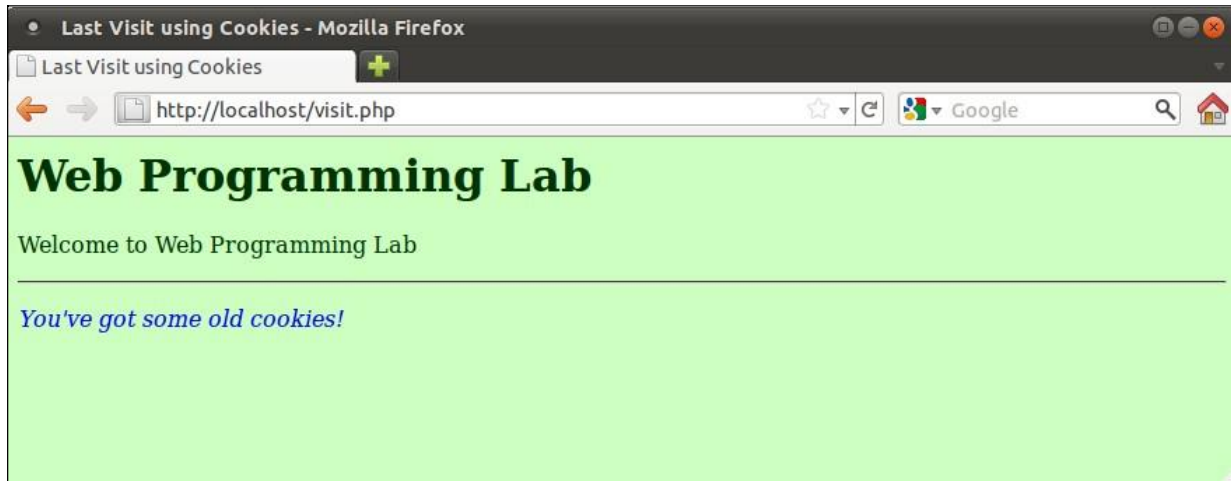 Last Visit using Cookies - Mozilla Firefox
Last Visit using Cookies
http://localhost/visit.php
Google
Web Programming Lab
Welcome to Web Programming Lab
You've got some old cookies!